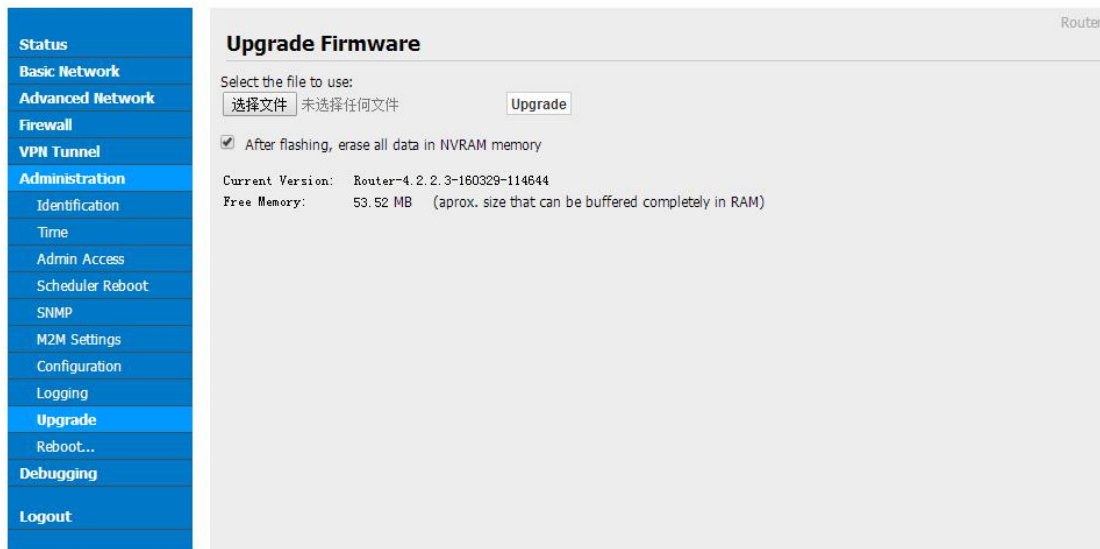 Router
Status
Basic Network
Advanced Network
Firewall
VPN Tunnel
Administration
Identification
Time
Admin Access
Scheduler Reboot
SNMP
M2M Settings
Configuration
Logging
Upgrade
Reboot...
Debugging
Logout
Upgrade Firmware
Select the file to use:
选择文件 未选择任何文件 Upgrade
After flashing, erase all data in NVRAM memory
Current Version: Router-4.2.2.3-160329-114644
Free Memory: 53.52 MB (aprox. size that can be buffered completely in RAM)